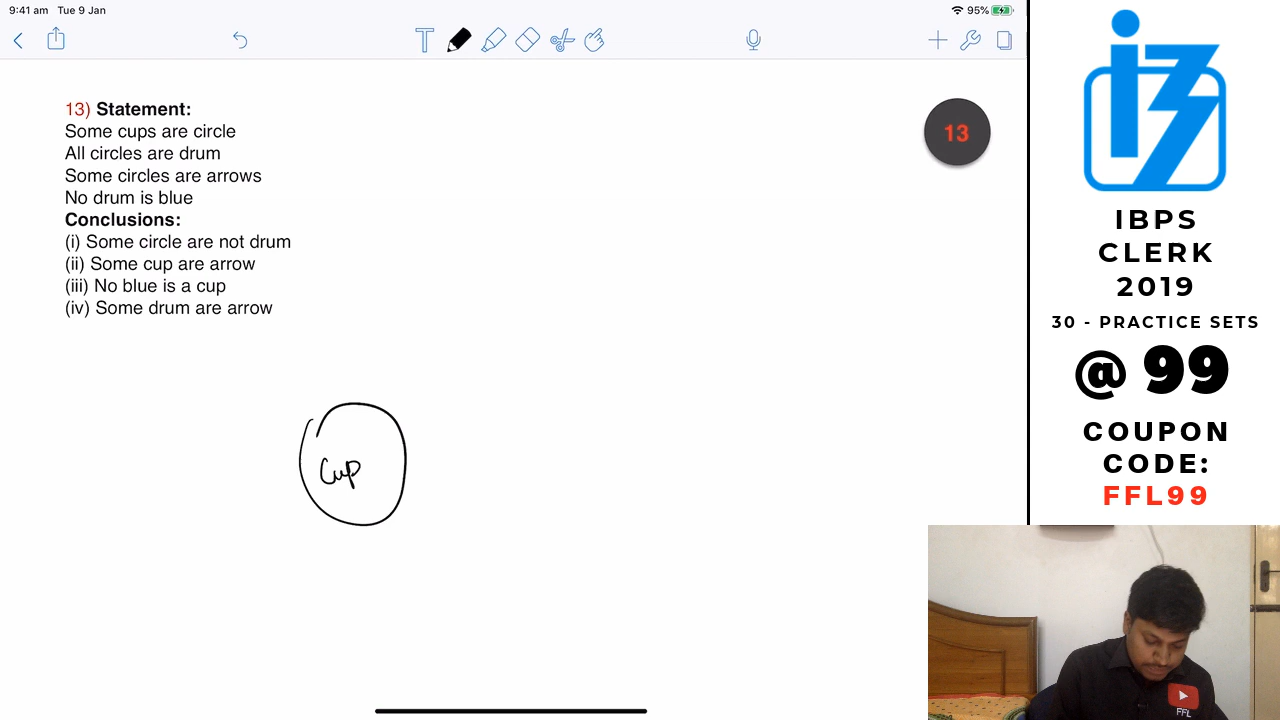 9:41 am Tue 9 Jan
95%
T
13) Statement:
Some cups are circle
All circles are drum
Some circles are arrows
No drum is blue
Conclusions:
(i) Some circle are not drum
(ii) Some cup are arrow
(iii) No blue is a cup
(iv) Some drum are arrow
13
Cup
IBPS
CLERK
2019
30 - PRACTICE SETS
@ 99
COUPON
CODE:
FFL99
FFL